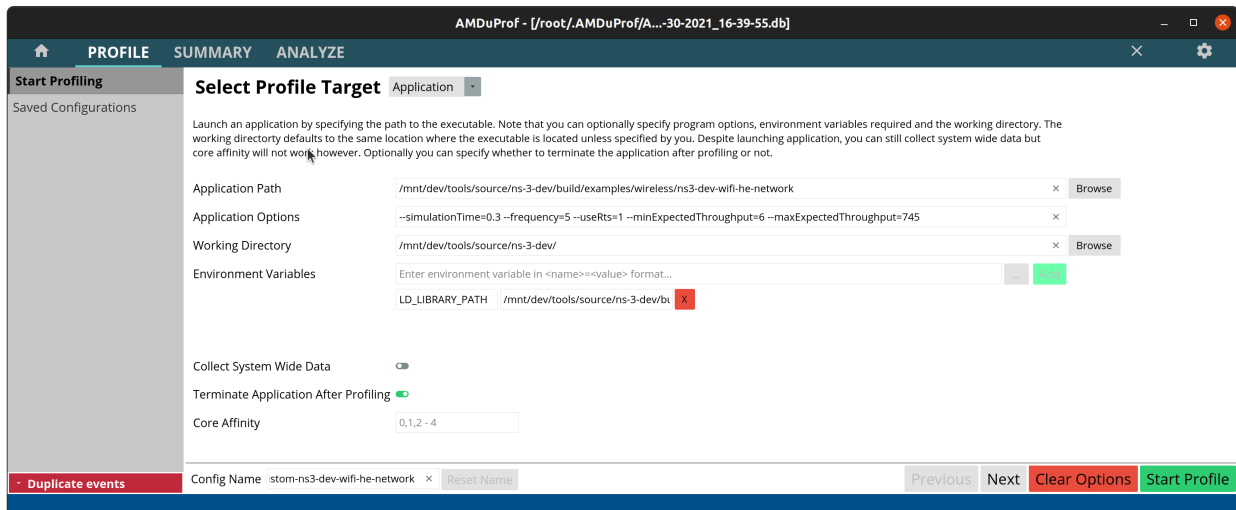 AMDuProf - [/root/.AMDuProf/A...-30-2021_16-39-55.db]
PROFILE SUMMARY ANALYZE
Start Profiling
Saved Configurations
Select Profile Target Application
Launch an application by specifying the path to the executable. Note that you can optionally specify program options, environment variables required and the working directory. The
working directorty defaults to the same location where the executable is located unless specified by you. Despite launching application, you can still collect system wide data but
core affinity will not work however. Optionally you can specify whether to terminate the application after profiling or not.
Application Path /mnt/dev/tools/source/ns-3-dev/build/examples/wireless/ns3-dev-wifi-he-network × Browse
Application Options --simulationTime=0.3 --frequency=5 --useRts=1 --minExpectedThroughput=6 --maxExpectedThroughput=745 ×
Working Directory /mnt/dev/tools/source/ns-3-dev/ × Browse
Environment Variables Enter environment variable in <name>=<value> format... ... Add
LD_LIBRARY_PATH /mnt/dev/tools/source/ns-3-dev/bu X
Collect System Wide Data
Terminate Application After Profiling
Core Affinity 0,1,2 - 4
Duplicate events
Config Name stom-ns3-dev-wifi-he-network × Reset Name Previous Next Clear Options Start Profile